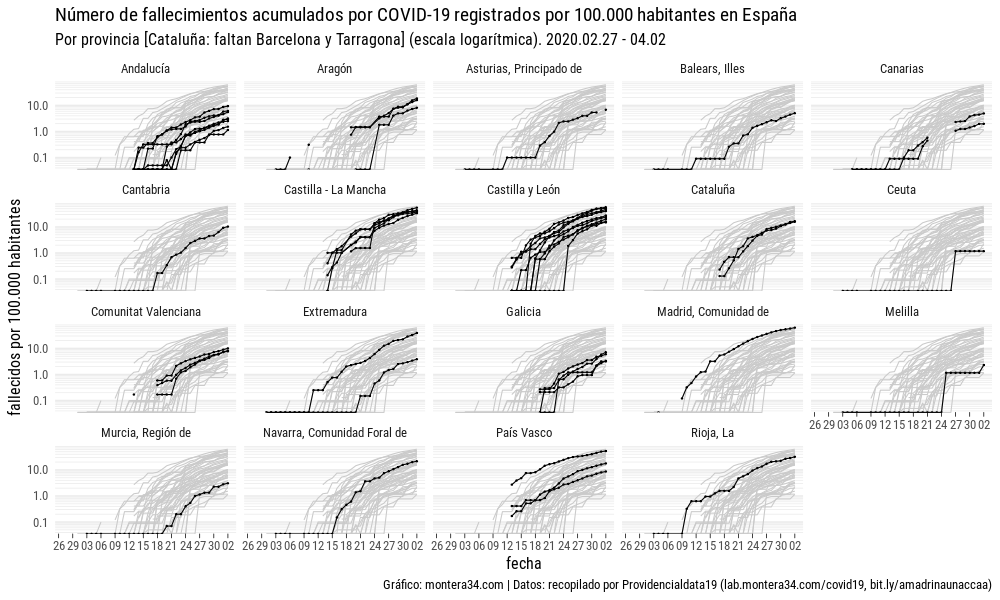 Número de fallecimientos acumulados por COVID-19 registrados por 100.000 habitantes en España
Por provincia [Cataluña: faltan Barcelona y Tarragona] (escala logarítmica). 2020.02.27 - 04.02
Andalucía Aragón Asturias, Principado de Balears, Illes Canarias
10.0
1.0
0.1
Cantabria Castilla - La Mancha Castilla y León Cataluña Ceuta
10.0
1.0
0.1
Comunitat Valenciana Extremadura Galicia Madrid, Comunidad de Melilla
10.0
1.0
0.1
26 29 03 06 09 12 15 18 21 24 27 30 02
Murcia, Región de Navarra, Comunidad Foral de País Vasco Rioja, La
10.0
1.0
0.1
26 29 03 06 09 12 15 18 21 24 27 30 02 26 29 03 06 09 12 15 18 21 24 27 30 02 26 29 03 06 09 12 15 18 21 24 27 30 02 26 29 03 06 09 12 15 18 21 24 27 30 02
fallecidos por 100.000 habitantes
fecha
Gráfico: montera34.com | Datos: recopilado por Providencialdata19 (lab.montera34.com/covid19, bit.ly/amadrinaunaccaa)